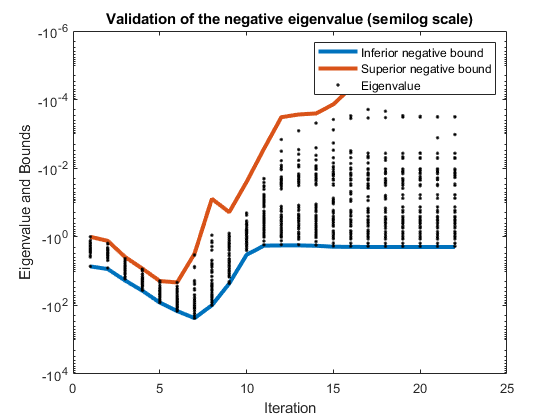 Validation of the negative eigenvalue (semilog scale)
-10^-6
Inferior negative bound
Superior negative bound
Eigenvalue
-10^-4
-10^-2
-10^0
-10^2
-10^4
Eigenvalue and Bounds
0 5 10 15 20 25
Iteration